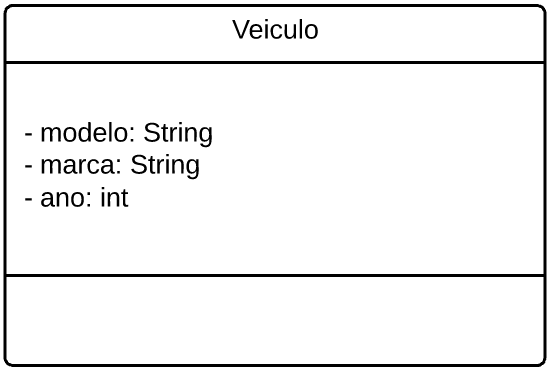 Veiculo
- modelo: String
- marca: String
- ano: int